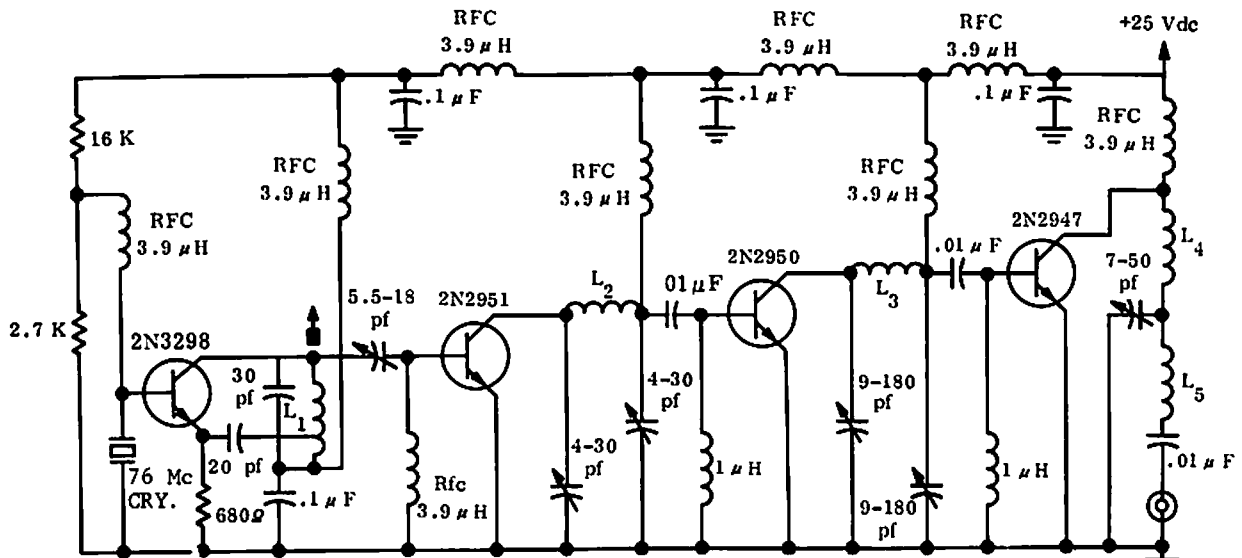 RFC
3.9 μH
RFC
3.9 μH
RFC
3.9 μH
+25 Vdc
.1 μF
.1 μF
.1 μF
16 K
RFC
3.9 μH
RFC
3.9 μH
RFC
3.9 μH
RFC
3.9 μH
RFC
3.9 μH
2N2947
.01 μF
L4
2N2950
7-50
pf
5.5-18
pf
2N2951
L2
01 μF
L3
2.7 K
2N3298
30
pf
L1
4-30
pf
9-180
pf
L5
20 pf
76 Mc
CRY.
680Ω
.1 μF
Rfc
3.9 μH
4-30
pf
1 μH
9-180
pf
1 μH
.01 μF